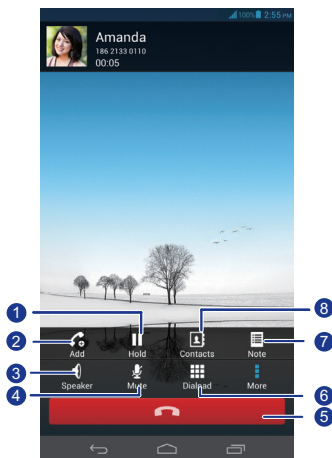 100% 2:55 PM
Amanda
186 2133 0110
00:05
1
8
2
7
Add Hold Contacts Note
3
Speaker Mute Dialpad More
4
6
5